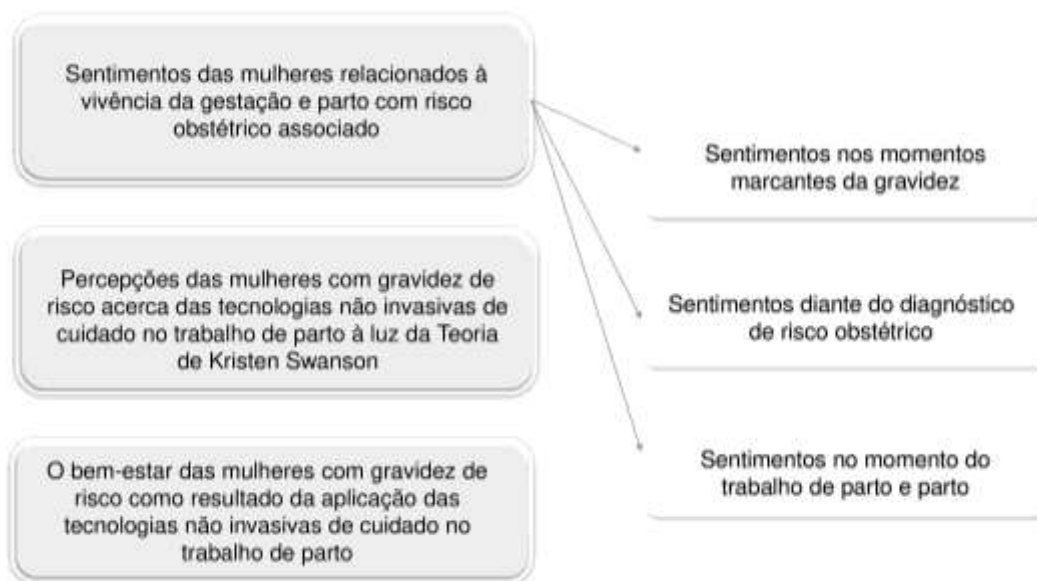 Sentimentos das mulheres relacionados à
vivência da gestação e parto com risco
obstétrico associado
Percepções das mulheres com gravidez de
risco acerca das tecnologias não invasivas de
cuidado no trabalho de parto à luz da Teoria
de Kristen Swanson
O bem-estar das mulheres com gravidez de
risco como resultado da aplicação das
tecnologias não invasivas de cuidado no
trabalho de parto
Sentimentos nos momentos
marcantes da gravidez
Sentimentos diante do diagnóstico
de risco obstétrico
Sentimentos no momento do
trabalho de parto e parto